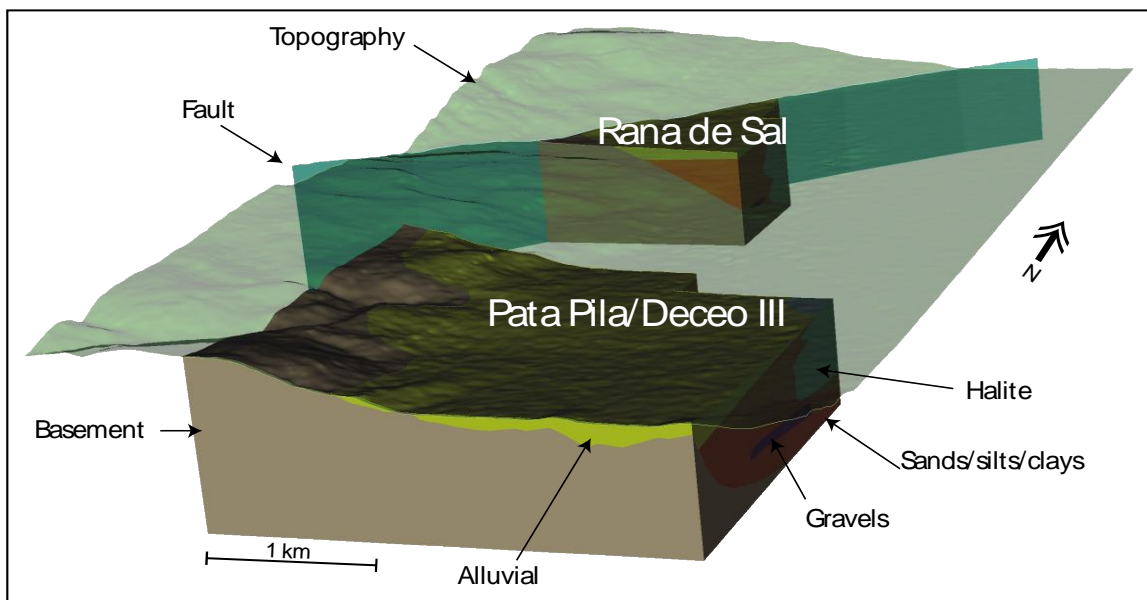 Topography
Fault
Rana de Sal
N
Pata Pila/Deceo III
Halite
Basement
Sands/silts/clays
Gravels
1 km
Alluvial